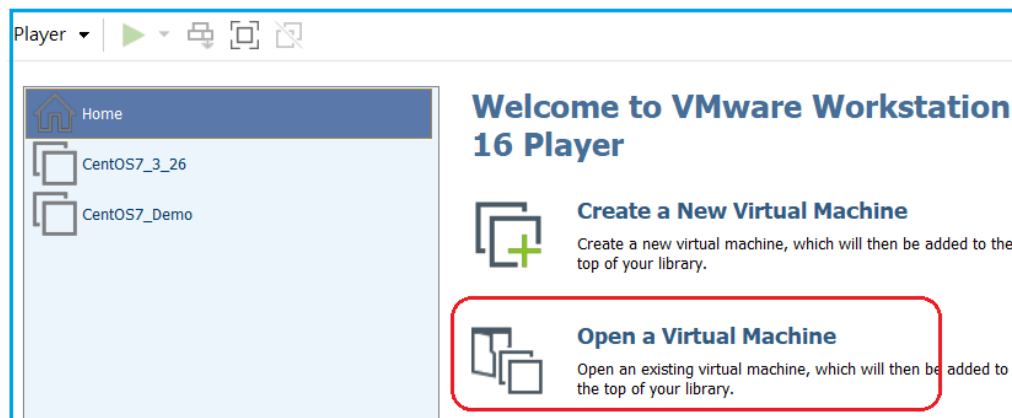 Player
Home
CentOS7_3_26
CentOS7_Demo
Welcome to VMware Workstation
16 Player
Create a New Virtual Machine
Create a new virtual machine, which will then be added to the
top of your library.
Open a Virtual Machine
Open an existing virtual machine, which will then be added to
the top of your library.